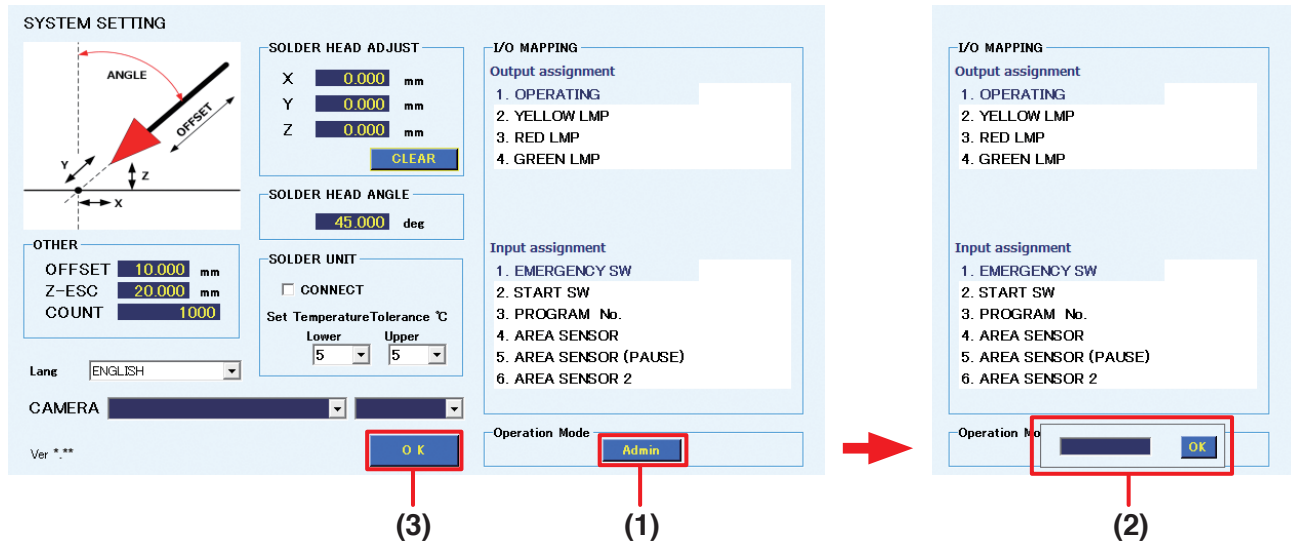 SYSTEM SETTING
ANGLE
OFFSET
Y
Z
X
SOLDER HEAD ADJUST
X 0.000 mm
Y 0.000 mm
Z 0.000 mm
CLEAR
SOLDER HEAD ANGLE
45.000 deg
OTHER
OFFSET 10.000 mm
Z-ESC 20.000 mm
COUNT 1000
SOLDER UNIT
CONNECT
Set TemperatureTolerance ℃
Lower Upper
5 5
Lang ENGLISH
CAMERA
Ver *.**
O K
I/O MAPPING
Output assignment
1. OPERATING
2. YELLOW LMP
3. RED LMP
4. GREEN LMP
Input assignment
1. EMERGENCY SW
2. START SW
3. PROGRAM No.
4. AREA SENSOR
5. AREA SENSOR (PAUSE)
6. AREA SENSOR 2
Operation Mode
Admin
(3)
(1)
I/O MAPPING
Output assignment
1. OPERATING
2. YELLOW LMP
3. RED LMP
4. GREEN LMP
Input assignment
1. EMERGENCY SW
2. START SW
3. PROGRAM No.
4. AREA SENSOR
5. AREA SENSOR (PAUSE)
6. AREA SENSOR 2
Operation Mo
OK
(2)